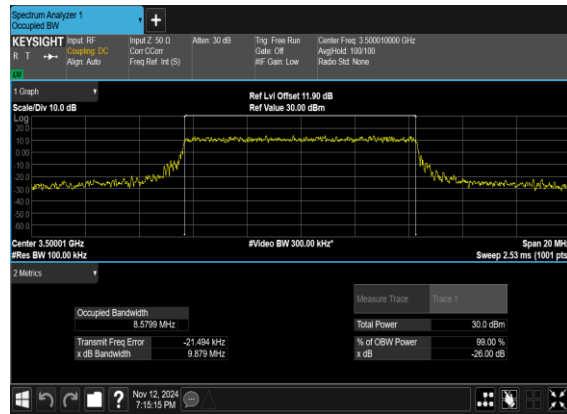 Spectrum Analyzer 1
Occupied BW
+
KEYSIGHT Input: RF Input Z: 50 Ω Atten: 30 dB Trig: Free Run Center Freq: 3.500010000 GHz
R T Coupling: DC Corr CCorr Gate: Off Avg|Hold: 100/100
Align: Auto Freq Ref: Int (S) #IF Gain: Low Radio Std: None
LW
1 Graph
Ref Lvl Offset 11.90 dB
Scale/Div 10.0 dB Ref Value 30.00 dBm
Log
20.0
10.0
0.00
-10.0
-20.0
-30.0
-40.0
-50.0
-60.0
Center 3.50001 GHz #Video BW 300.00 kHz* Span 20 MHz
#Res BW 100.00 kHz Sweep 2.53 ms (1001 pts
2 Metrics
Measure Trace Trace 1
Occupied Bandwidth
8.5799 MHz Total Power 30.0 dBm
Transmit Freq Error -21.494 kHz % of OBW Power 99.00 %
x dB Bandwidth 9.879 MHz x dB -26.00 dB
?
Nov 12, 2024
7:15:15 PM